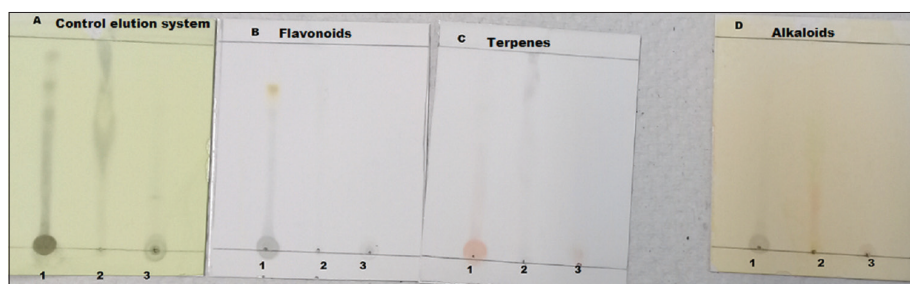 A Control elution system
1 2 3
B Flavonoids
1 2 3
C Terpenes
1 2 3
D Alkaloids
1 2 3